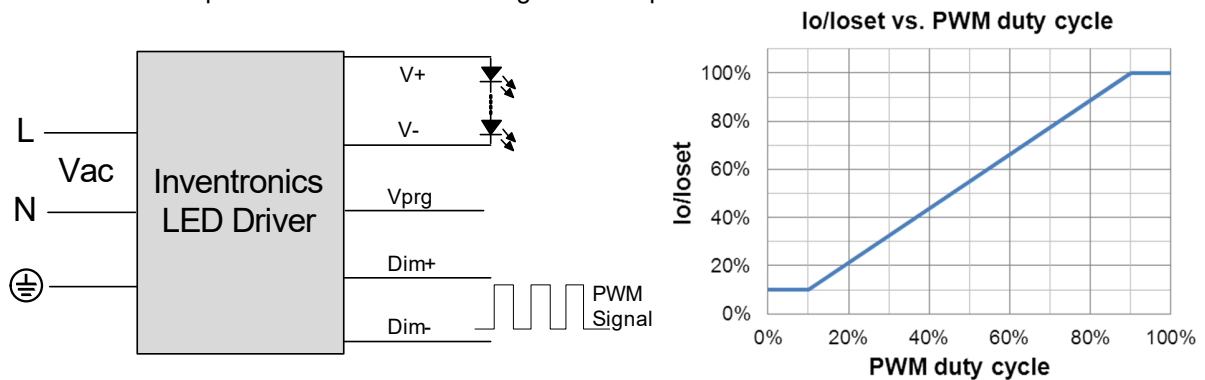 Io/Ioset vs. PWM duty cycle
L
Vac
N
Inventronics
LED Driver
V+
V-
Vprg
Dim+
Dim-
PWM
Signal
Io/Ioset
100%
80%
60%
40%
20%
0%
0% 20% 40% 60% 80% 100%
PWM duty cycle